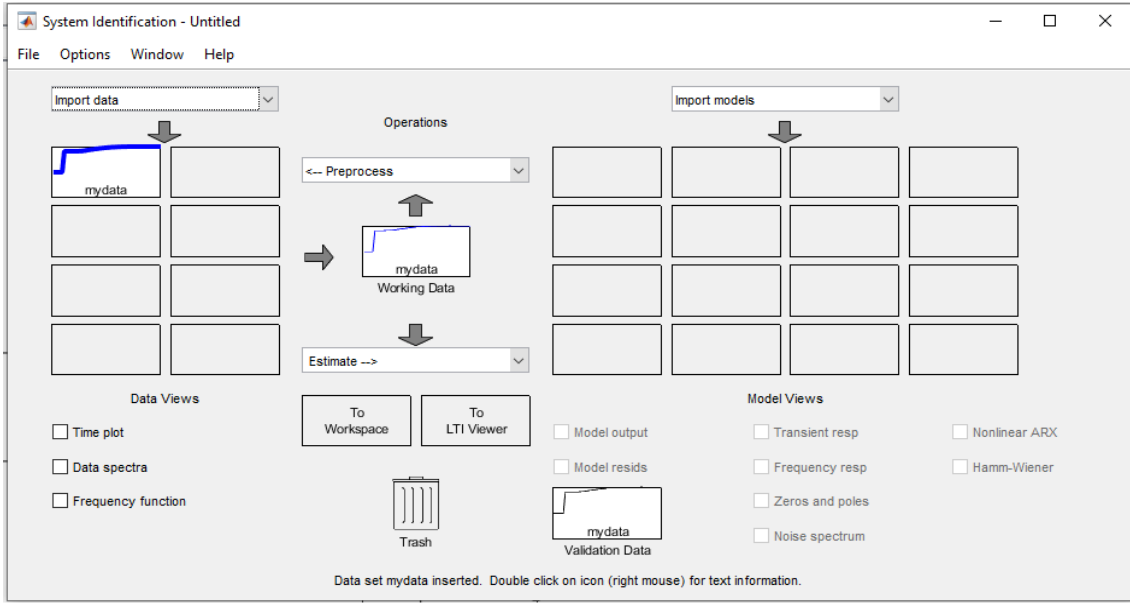 System Identification - Untitled
File Options Window Help
Import data
Import models
Operations
<-- Preprocess
mydata
mydata
Working Data
Estimate -->
Data Views
Model Views
To
Workspace
To
LTI Viewer
Time plot
Data spectra
Frequency function
Model output
Transient resp
Nonlinear ARX
Model resids
Frequency resp
Hamm-Wiener
Zeros and poles
Noise spectrum
mydata
Validation Data
Trash
Data set mydata inserted. Double click on icon (right mouse) for text information.